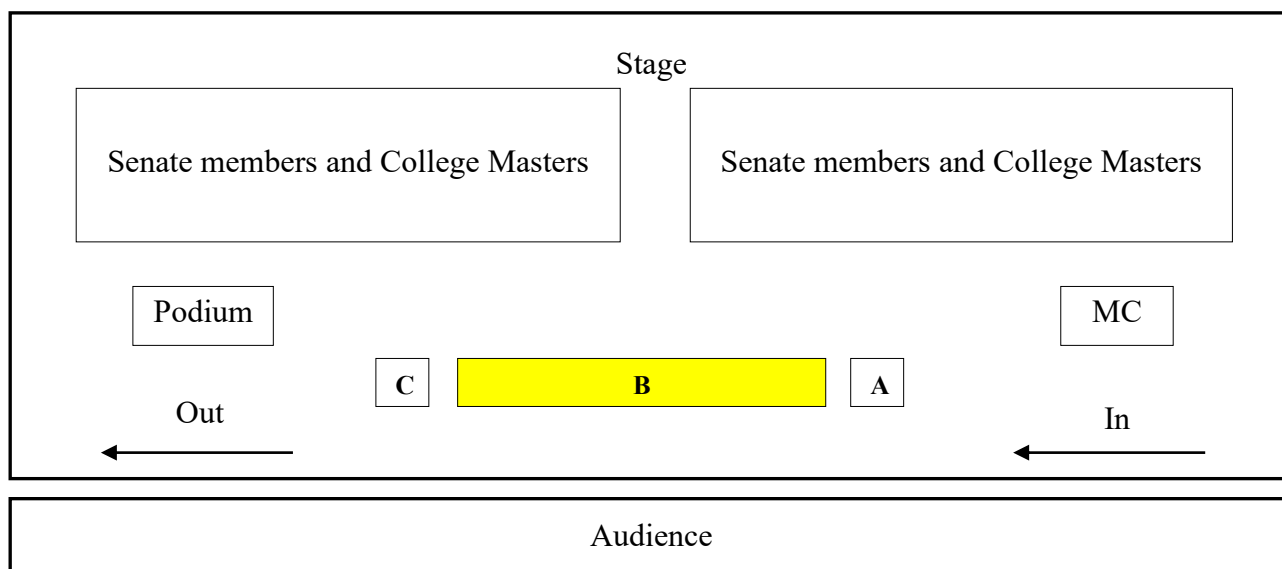 Stage
Senate members and College Masters
Senate members and College Masters
Podium
MC
C
B
A
Out
In
Audience